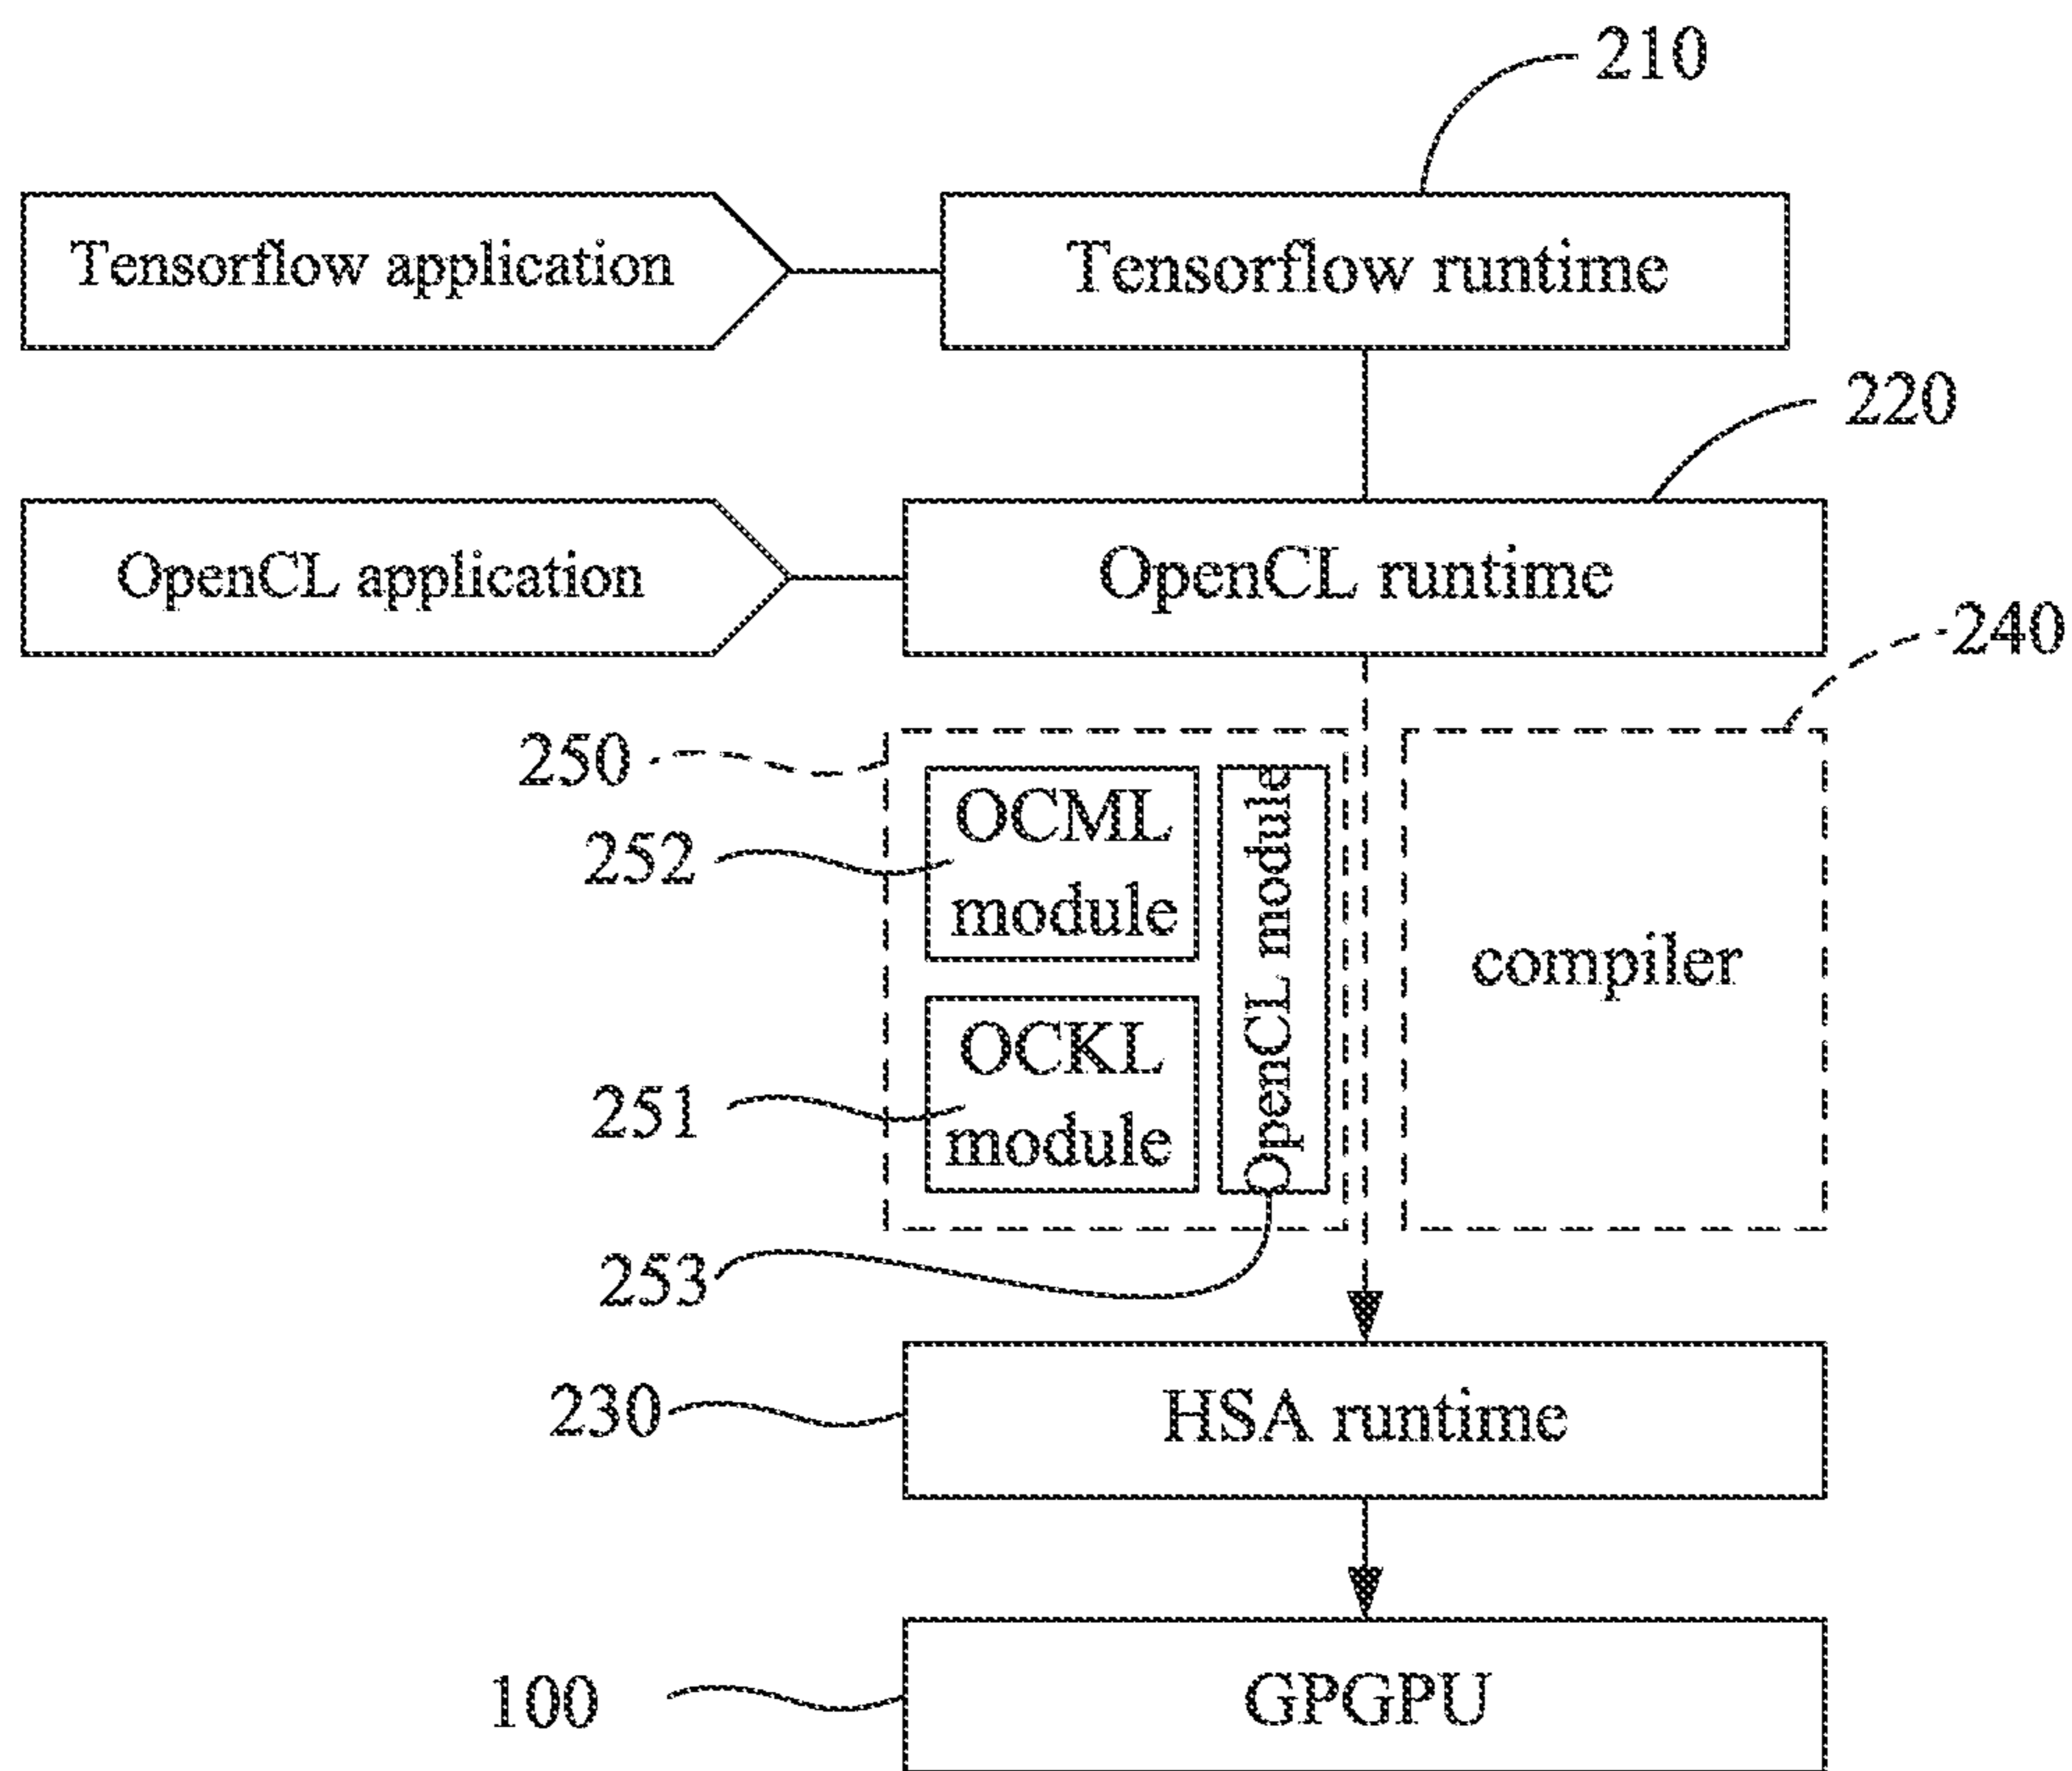 210
Tensorflow application
Tensorflow runtime
220
OpenCL application
OpenCL runtime
240
250
OCML
module
252
OpenCL module
compiler
OCKL
module
251
253
230
HSA runtime
100
GPGPU